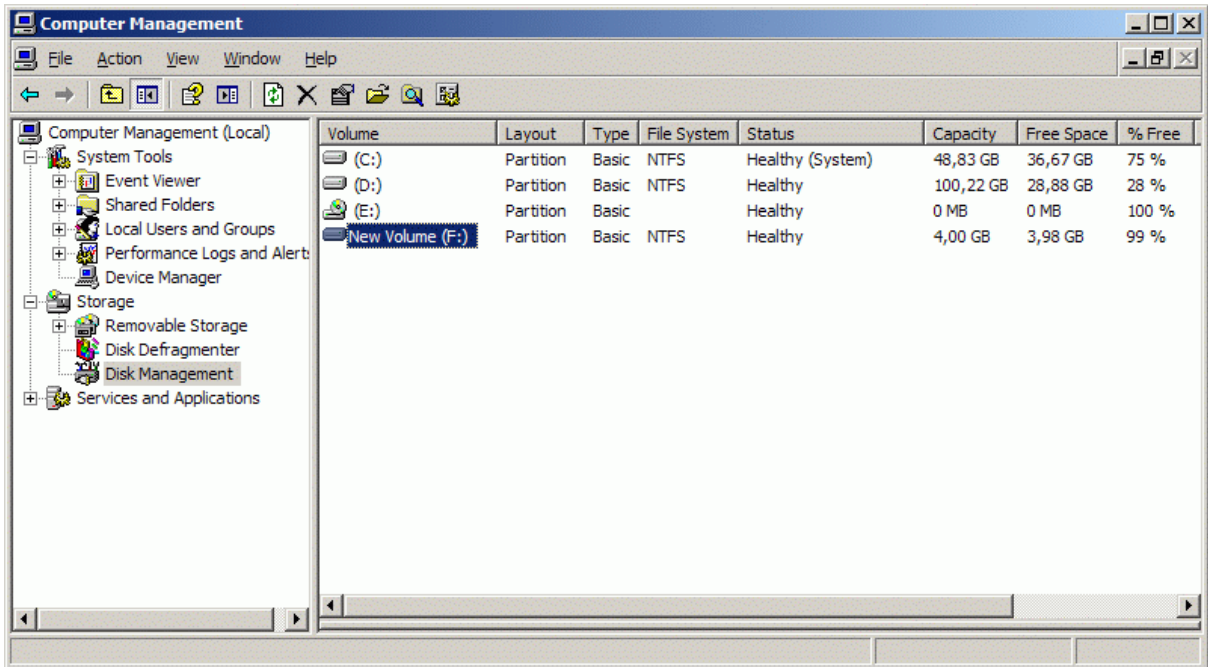 Computer Management
File Action View Window Help
Computer Management (Local)
System Tools
Event Viewer
Shared Folders
Local Users and Groups
Performance Logs and Alerts
Device Manager
Storage
Removable Storage
Disk Defragmenter
Disk Management
Services and Applications
Volume Layout Type File System Status Capacity Free Space % Free
(C:) Partition Basic NTFS Healthy (System) 48,83 GB 36,67 GB 75 %
(D:) Partition Basic NTFS Healthy 100,22 GB 28,88 GB 28 %
(E:) Partition Basic Healthy 0 MB 0 MB 100 %
New Volume (F:) Partition Basic NTFS Healthy 4,00 GB 3,98 GB 99 %